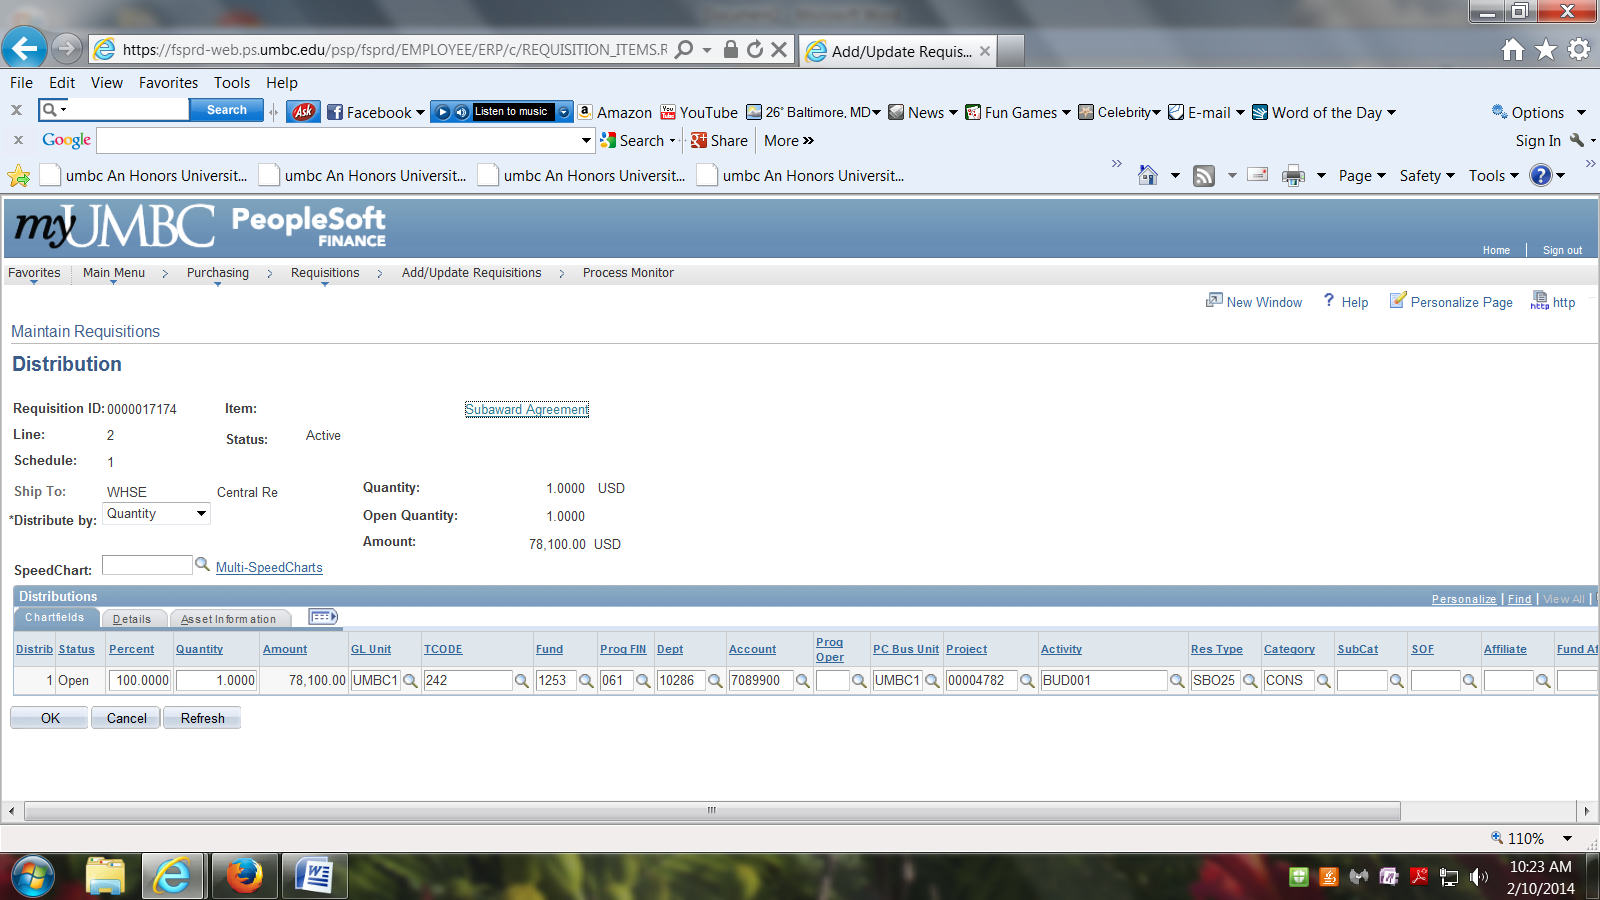 https://fsprd-web.ps.umbc.edu/psp/fsprd/EMPLOYEE/ERP/c/REQUISITION_ITEMS.R
Add/Update Requis...
File Edit View Favorites Tools Help
Search Ask Facebook Listen to music Amazon YouTube 26° Baltimore, MD News Fun Games Celebrity E-mail Word of the Day Options
Google Search Share More » Sign In
umbc An Honors Universit... umbc An Honors Universit... umbc An Honors Universit... umbc An Honors Universit... Page Safety Tools
myUMBC PeopleSoft
FINANCE
Home Sign out
Favorites Main Menu > Purchasing > Requisitions > Add/Update Requisitions > Process Monitor
New Window ? Help Personalize Page http
Maintain Requisitions
Distribution
Requisition ID: 0000017174 Item: Subaward Agreement
Line: 2 Status: Active
Schedule: 1
Ship To: WHSE Central Re Quantity: 1.0000 USD
*Distribute by: Quantity Open Quantity: 1.0000
Amount: 78,100.00 USD
SpeedChart: Multi-SpeedCharts
Distributions Personalize | Find | View All |
Chartfields Details Asset Information
Distrib Status Percent Quantity Amount GL Unit TCODE Fund Prog FIN Dept Account Prog Oper PC Bus Unit Project Activity Res Type Category SubCat SOF Affiliate Fund Af
1 Open 100.0000 1.0000 78,100.00 UMBC1 242 1253 061 10286 7089900 UMBC1 00004782 BUD001 SBO25 CONS
OK Cancel Refresh
110%
10:23 AM
2/10/2014